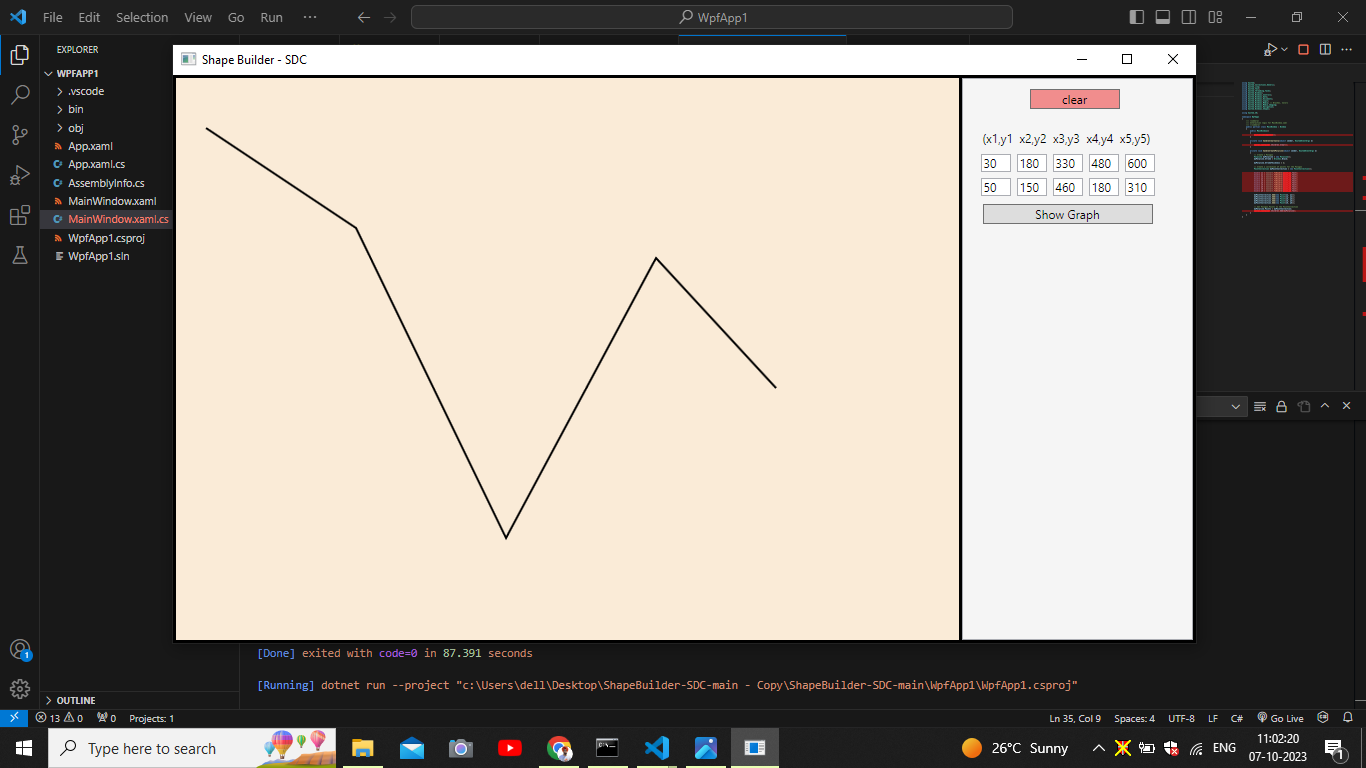 File Edit Selection View Go Run ··· WpfApp1
EXPLORER
Shape Builder - SDC
WPFAPP1
.vscode
bin
obj
App.xaml
App.xaml.cs
AssemblyInfo.cs
MainWindow.xaml
MainWindow.xaml.cs
WpfApp1.csproj
WpfApp1.sln
clear
(x1,y1 x2,y2 x3,y3 x4,y4 x5,y5)
30 180 330 480 600
50 150 460 180 310
Show Graph
[Done] exited with code=0 in 87.391 seconds
[Running] dotnet run --project "c:\Users\dell\Desktop\ShapeBuilder-SDC-main - Copy\ShapeBuilder-SDC-main\WpfApp1\WpfApp1.csproj"
1
OUTLINE
13 0 0 Projects: 1 Ln 35, Col 9 Spaces: 4 UTF-8 LF C# Go Live
Type here to search 26°C Sunny ENG 11:02:20
07-10-2023 1